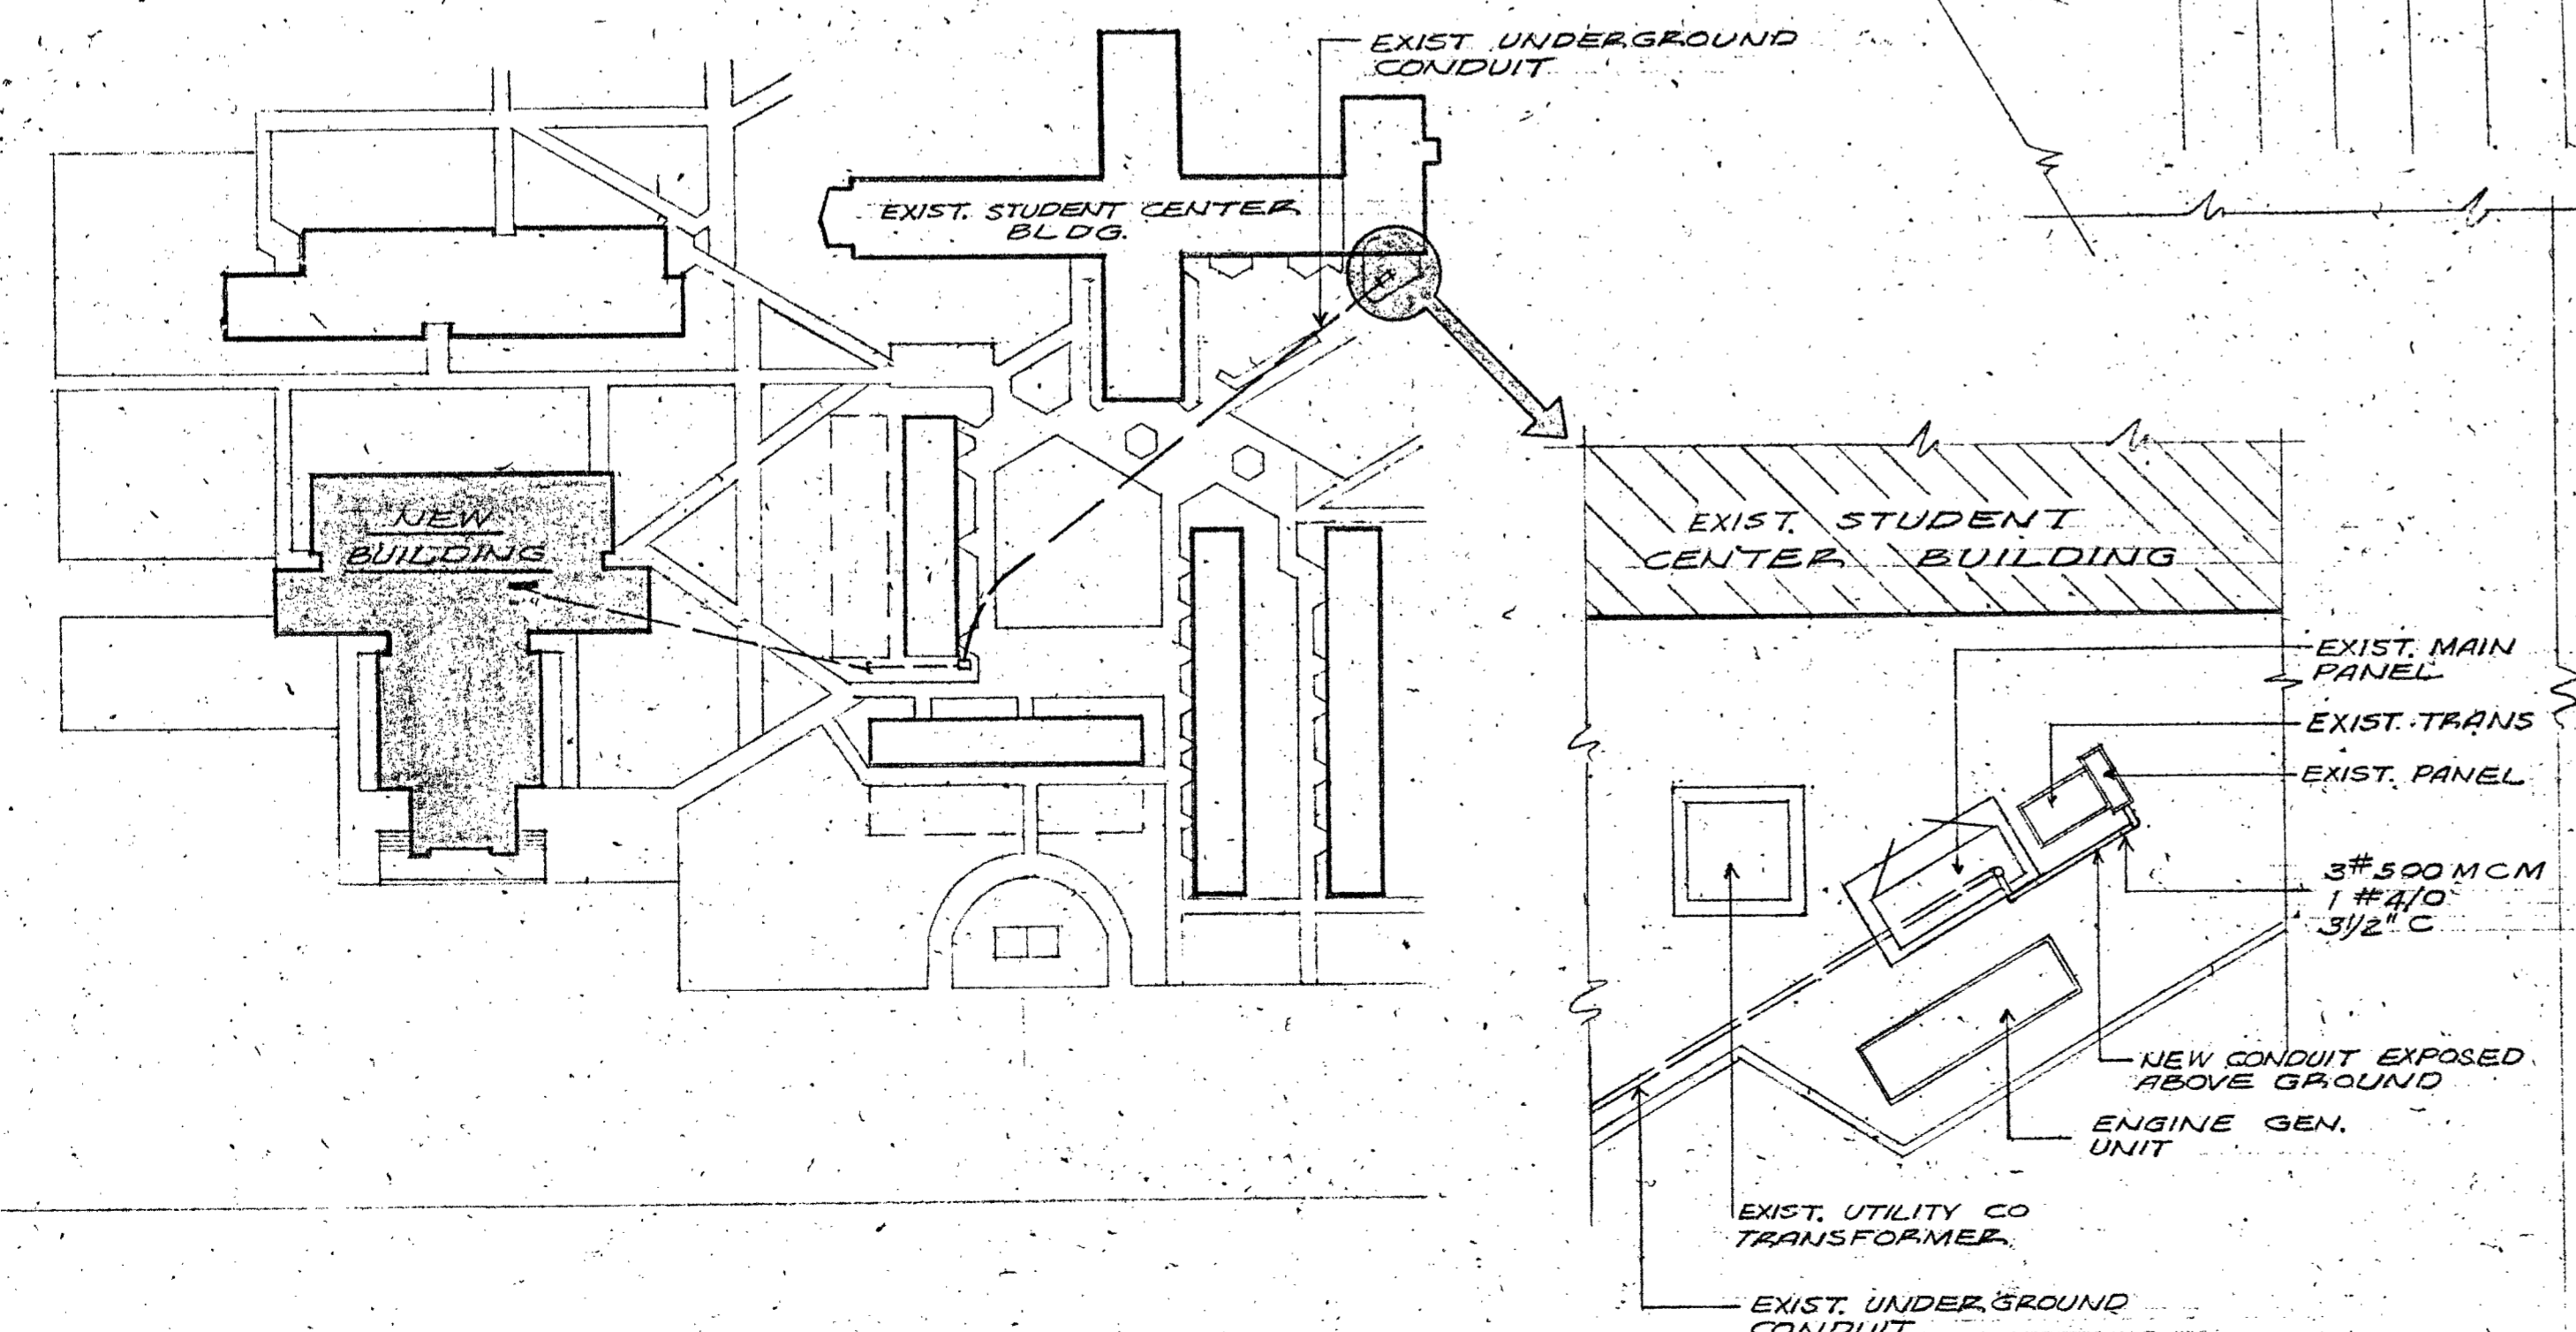 EXIST UNDERGROUND
CONDUIT
EXIST. STUDENT CENTER
BLDG.
NEW
BUILDING
EXIST. STUDENT
CENTER BUILDING
EXIST. MAIN
PANEL
EXIST. TRANS
EXIST. PANEL
3#500 MCM
1 #4/0
3 1/2" C
NEW CONDUIT EXPOSED
ABOVE GROUND
ENGINE GEN.
UNIT
EXIST. UTILITY CO
TRANSFORMER
EXIST. UNDERGROUND
CONDUIT